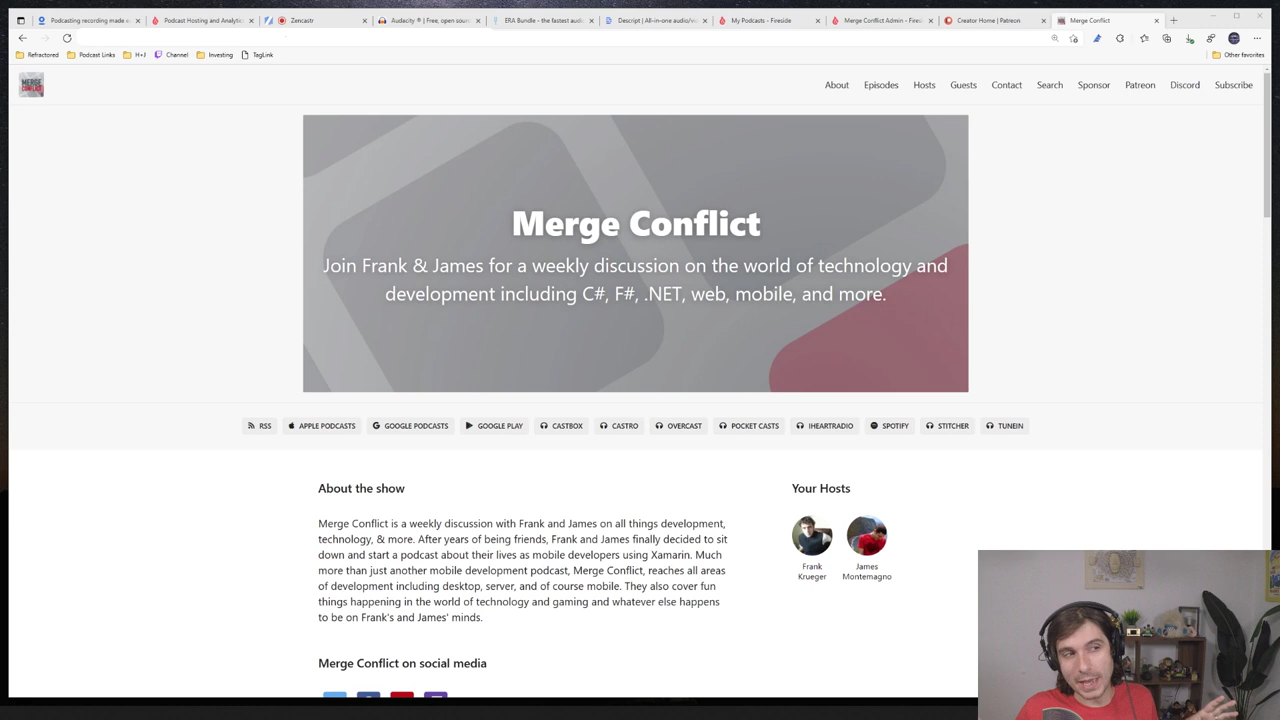 Podcasting recording made e
Podcast Hosting and Analytic
Zencastr
Audacity ® | Free, open sour
ERA Bundle - the fastest audio
Descript | All-in-one audio/vi
My Podcasts – Fireside
Merge Conflict Admin – Firesi
Creator Home | Patreon
Merge Conflict
Refractored
Podcast Links
H+J
Channel
Investing
TagLink
Other favorites
MERGE
CONFLICT
About
Episodes
Hosts
Guests
Contact
Search
Sponsor
Patreon
Discord
Subscribe
Merge Conflict
Join Frank & James for a weekly discussion on the world of technology and
development including C#, F#, .NET, web, mobile, and more.
RSS
APPLE PODCASTS
GOOGLE PODCASTS
GOOGLE PLAY
CASTBOX
CASTRO
OVERCAST
POCKET CASTS
IHEARTRADIO
SPOTIFY
STITCHER
TUNEIN
About the show
Merge Conflict is a weekly discussion with Frank and James on all things development,
technology, & more. After years of being friends, Frank and James finally decided to sit
down and start a podcast about their lives as mobile developers using Xamarin. Much
more than just another mobile development podcast, Merge Conflict, reaches all areas
of development including desktop, server, and of course mobile. They also cover fun
things happening in the world of technology and gaming and whatever else happens
to be on Frank's and James' minds.
Merge Conflict on social media
Your Hosts
Frank
Krueger
James
Montemagno